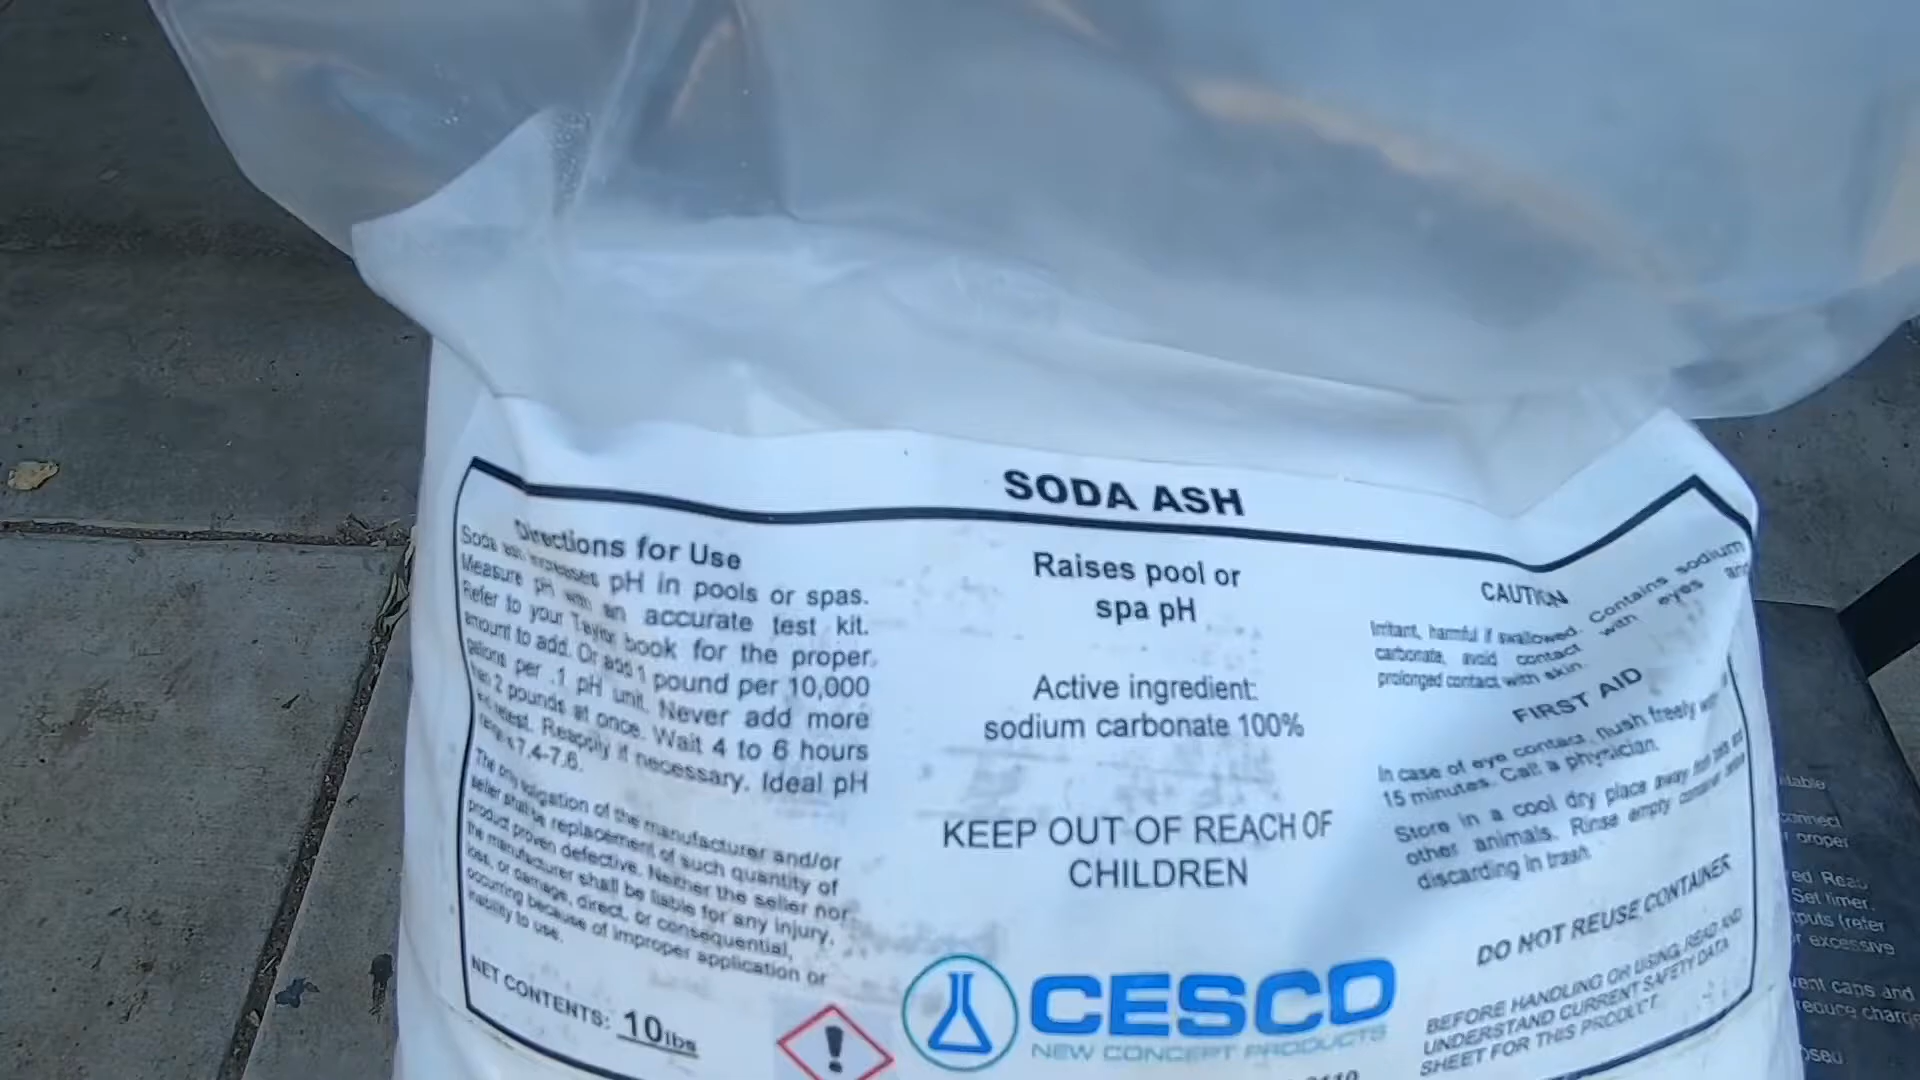 SODA ASH
Directions for Use
Soda ash increases pH in pools or spas.
Measure pH with an accurate test kit.
Refer to your Taylor book for the proper
amount to add. Or add 1 pound per 10,000
gallons per .1 pH unit. Never add more
than 2 pounds at once. Wait 4 to 6 hours
retest. Reapply if necessary. Ideal pH
7.4-7.6.
The only obligation of the manufacturer and/or
seller shall be replacement of such quantity of
product proven defective. Neither the seller nor
the manufacturer shall be liable for any injury,
loss, or damage, direct, or consequential,
occurring because of improper application or
inability to use.
NET CONTENTS: 10 lbs
Raises pool or
spa pH
Active ingredient:
sodium carbonate 100%
KEEP OUT OF REACH OF
CHILDREN
CESCO
NEW CONCEPT PRODUCTS
CAUTION
Irritant, harmful if swallowed. Contains sodium
carbonate, avoid contact with eyes and
prolonged contact with skin.
FIRST AID
In case of eye contact, flush freely
15 minutes. Call a physician.
Store in a cool dry place away from
other animals. Rinse empty container before
discarding in trash.
DO NOT REUSE CONTAINER
BEFORE HANDLING OR USING, READ AND
UNDERSTAND CURRENT SAFETY DATA
SHEET FOR THIS PRODUCT
proper
Set timer.
(refer
excessive
vent caps and
reduce